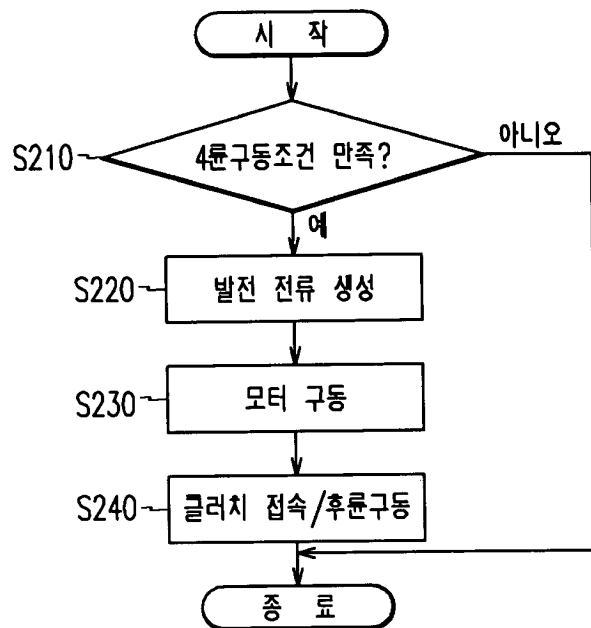 시 작
S210
4륜구동조건 만족?
아니오
예
S220
발전 전류 생성
S230
모터 구동
S240
클러치 접속/후륜구동
종 료